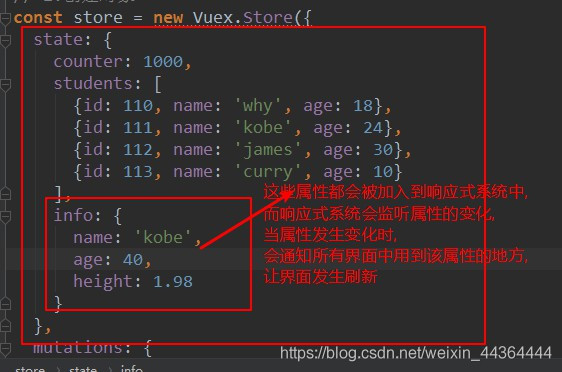 const store = new Vuex.Store({
state: {
counter: 1000,
students: [
{id: 110, name: 'why', age: 18},
{id: 111, name: 'kobe', age: 24},
{id: 112, name: 'james', age: 30},
{id: 113, name: 'curry', age: 10}
],
info: {
name: 'kobe',
age: 40,
height: 1.98
}
},
mutations: {
这些属性都会被加入到响应式系统中,
而响应式系统会监听属性的变化,
当属性发生变化时,
会通知所有界面中用到该属性的地方,
让界面发生刷新
https://blog.csdn.net/weixin_44364444
store › state › info